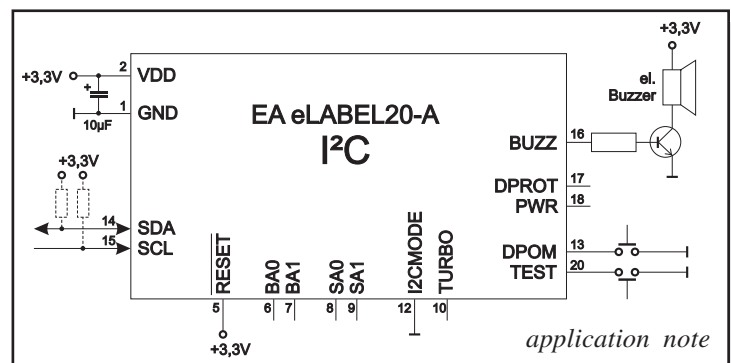 +3,3V
el.
Buzzer
+3,3V
2
VDD
+
1
GND
10µF
EA eLABEL20-A
I²C
BUZZ
16
DPROT
17
PWR
18
+3,3V
14
SDA
15
SCL
DPOM
13
TEST
20
RESET
BA0
BA1
SA0
SA1
I2CMODE
TURBO
5
6
7
8
9
12
10
+3,3V
application note